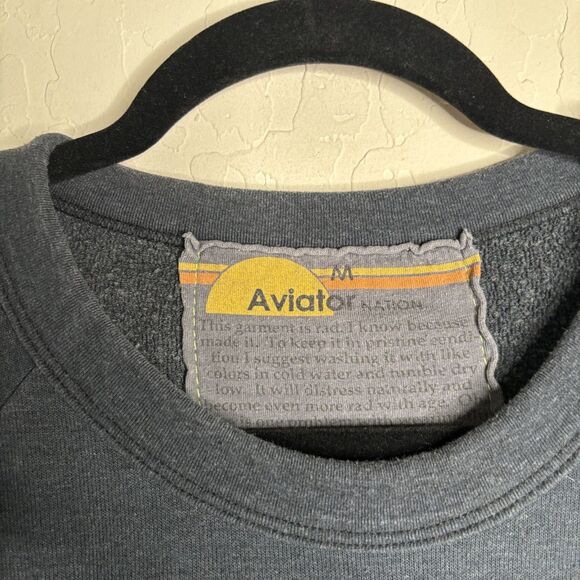 M
Aviator NATION
This garment is rad. I know because
made it. To keep it in pristine condi-
tion I suggest washing it with like
colors in cold water and tumble dry
low. It will distress naturally and
become even more rad with age.